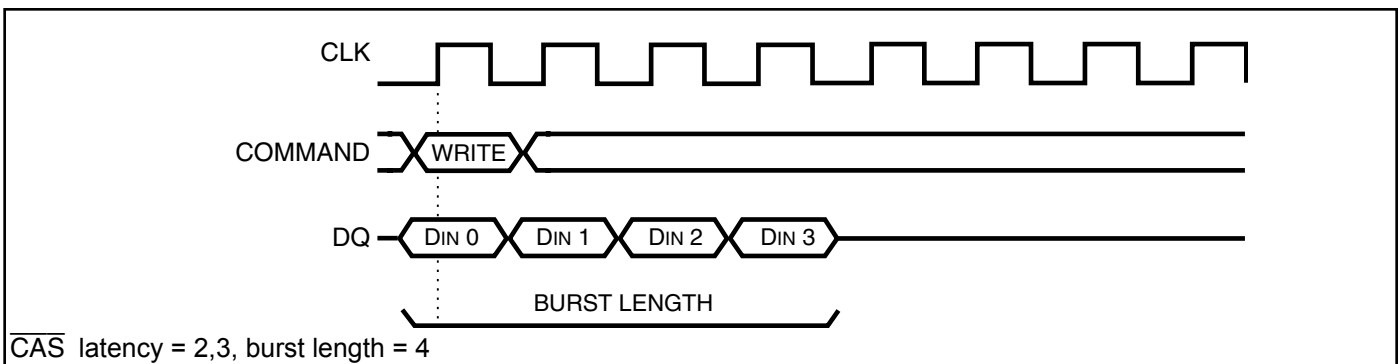 CLK
COMMAND WRITE
DQ DIN 0 DIN 1 DIN 2 DIN 3
BURST LENGTH
CAS latency = 2,3, burst length = 4